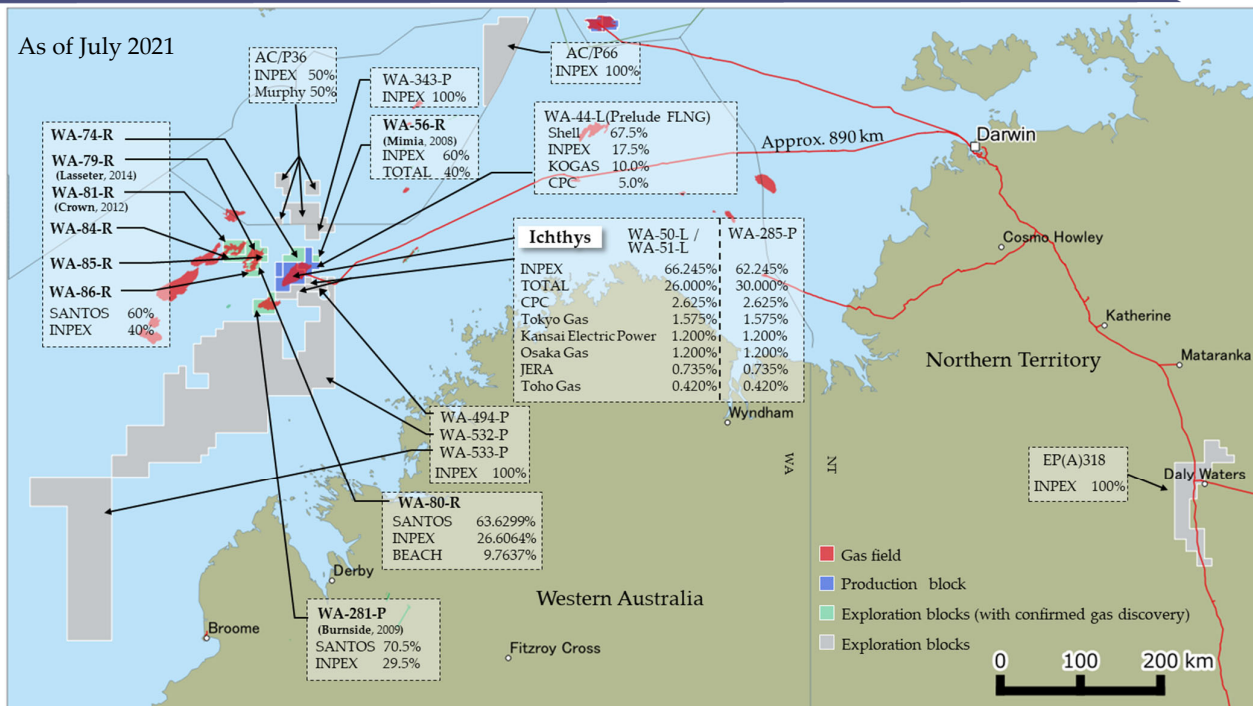 As of July 2021
AC/P36
INPEX 50%
Murphy 50%
WA-343-P
INPEX 100%
AC/P66
INPEX 100%
WA-56-R
(Mimia, 2008)
INPEX 60%
TOTAL 40%
WA-44-L(Prelude FLNG)
Shell 67.5%
INPEX 17.5%
KOGAS 10.0%
CPC 5.0%
Approx. 890 km
Darwin
WA-74-R
WA-79-R
(Lasseter, 2014)
WA-81-R
(Crown, 2012)
WA-84-R
WA-85-R
WA-86-R
SANTOS 60%
INPEX 40%
Ichthys WA-50-L / WA-285-P
WA-51-L
INPEX 66.245% 62.245%
TOTAL 26.000% 30.000%
CPC 2.625% 2.625%
Tokyo Gas 1.575% 1.575%
Kansai Electric Power 1.200% 1.200%
Osaka Gas 1.200% 1.200%
JERA 0.735% 0.735%
Toho Gas 0.420% 0.420%
Cosmo Howley
Katherine
Mataranka
Northern Territory
Wyndham
WA-494-P
WA-532-P
WA-533-P
INPEX 100%
WA NT
EP(A)318
INPEX 100%
Daly Waters
WA-80-R
SANTOS 63.6299%
INPEX 26.6064%
BEACH 9.7637%
Derby
Broome
Western Australia
Fitzroy Cross
WA-281-P
(Burnside, 2009)
SANTOS 70.5%
INPEX 29.5%
Gas field
Production block
Exploration blocks (with confirmed gas discovery)
Exploration blocks
0 100 200 km